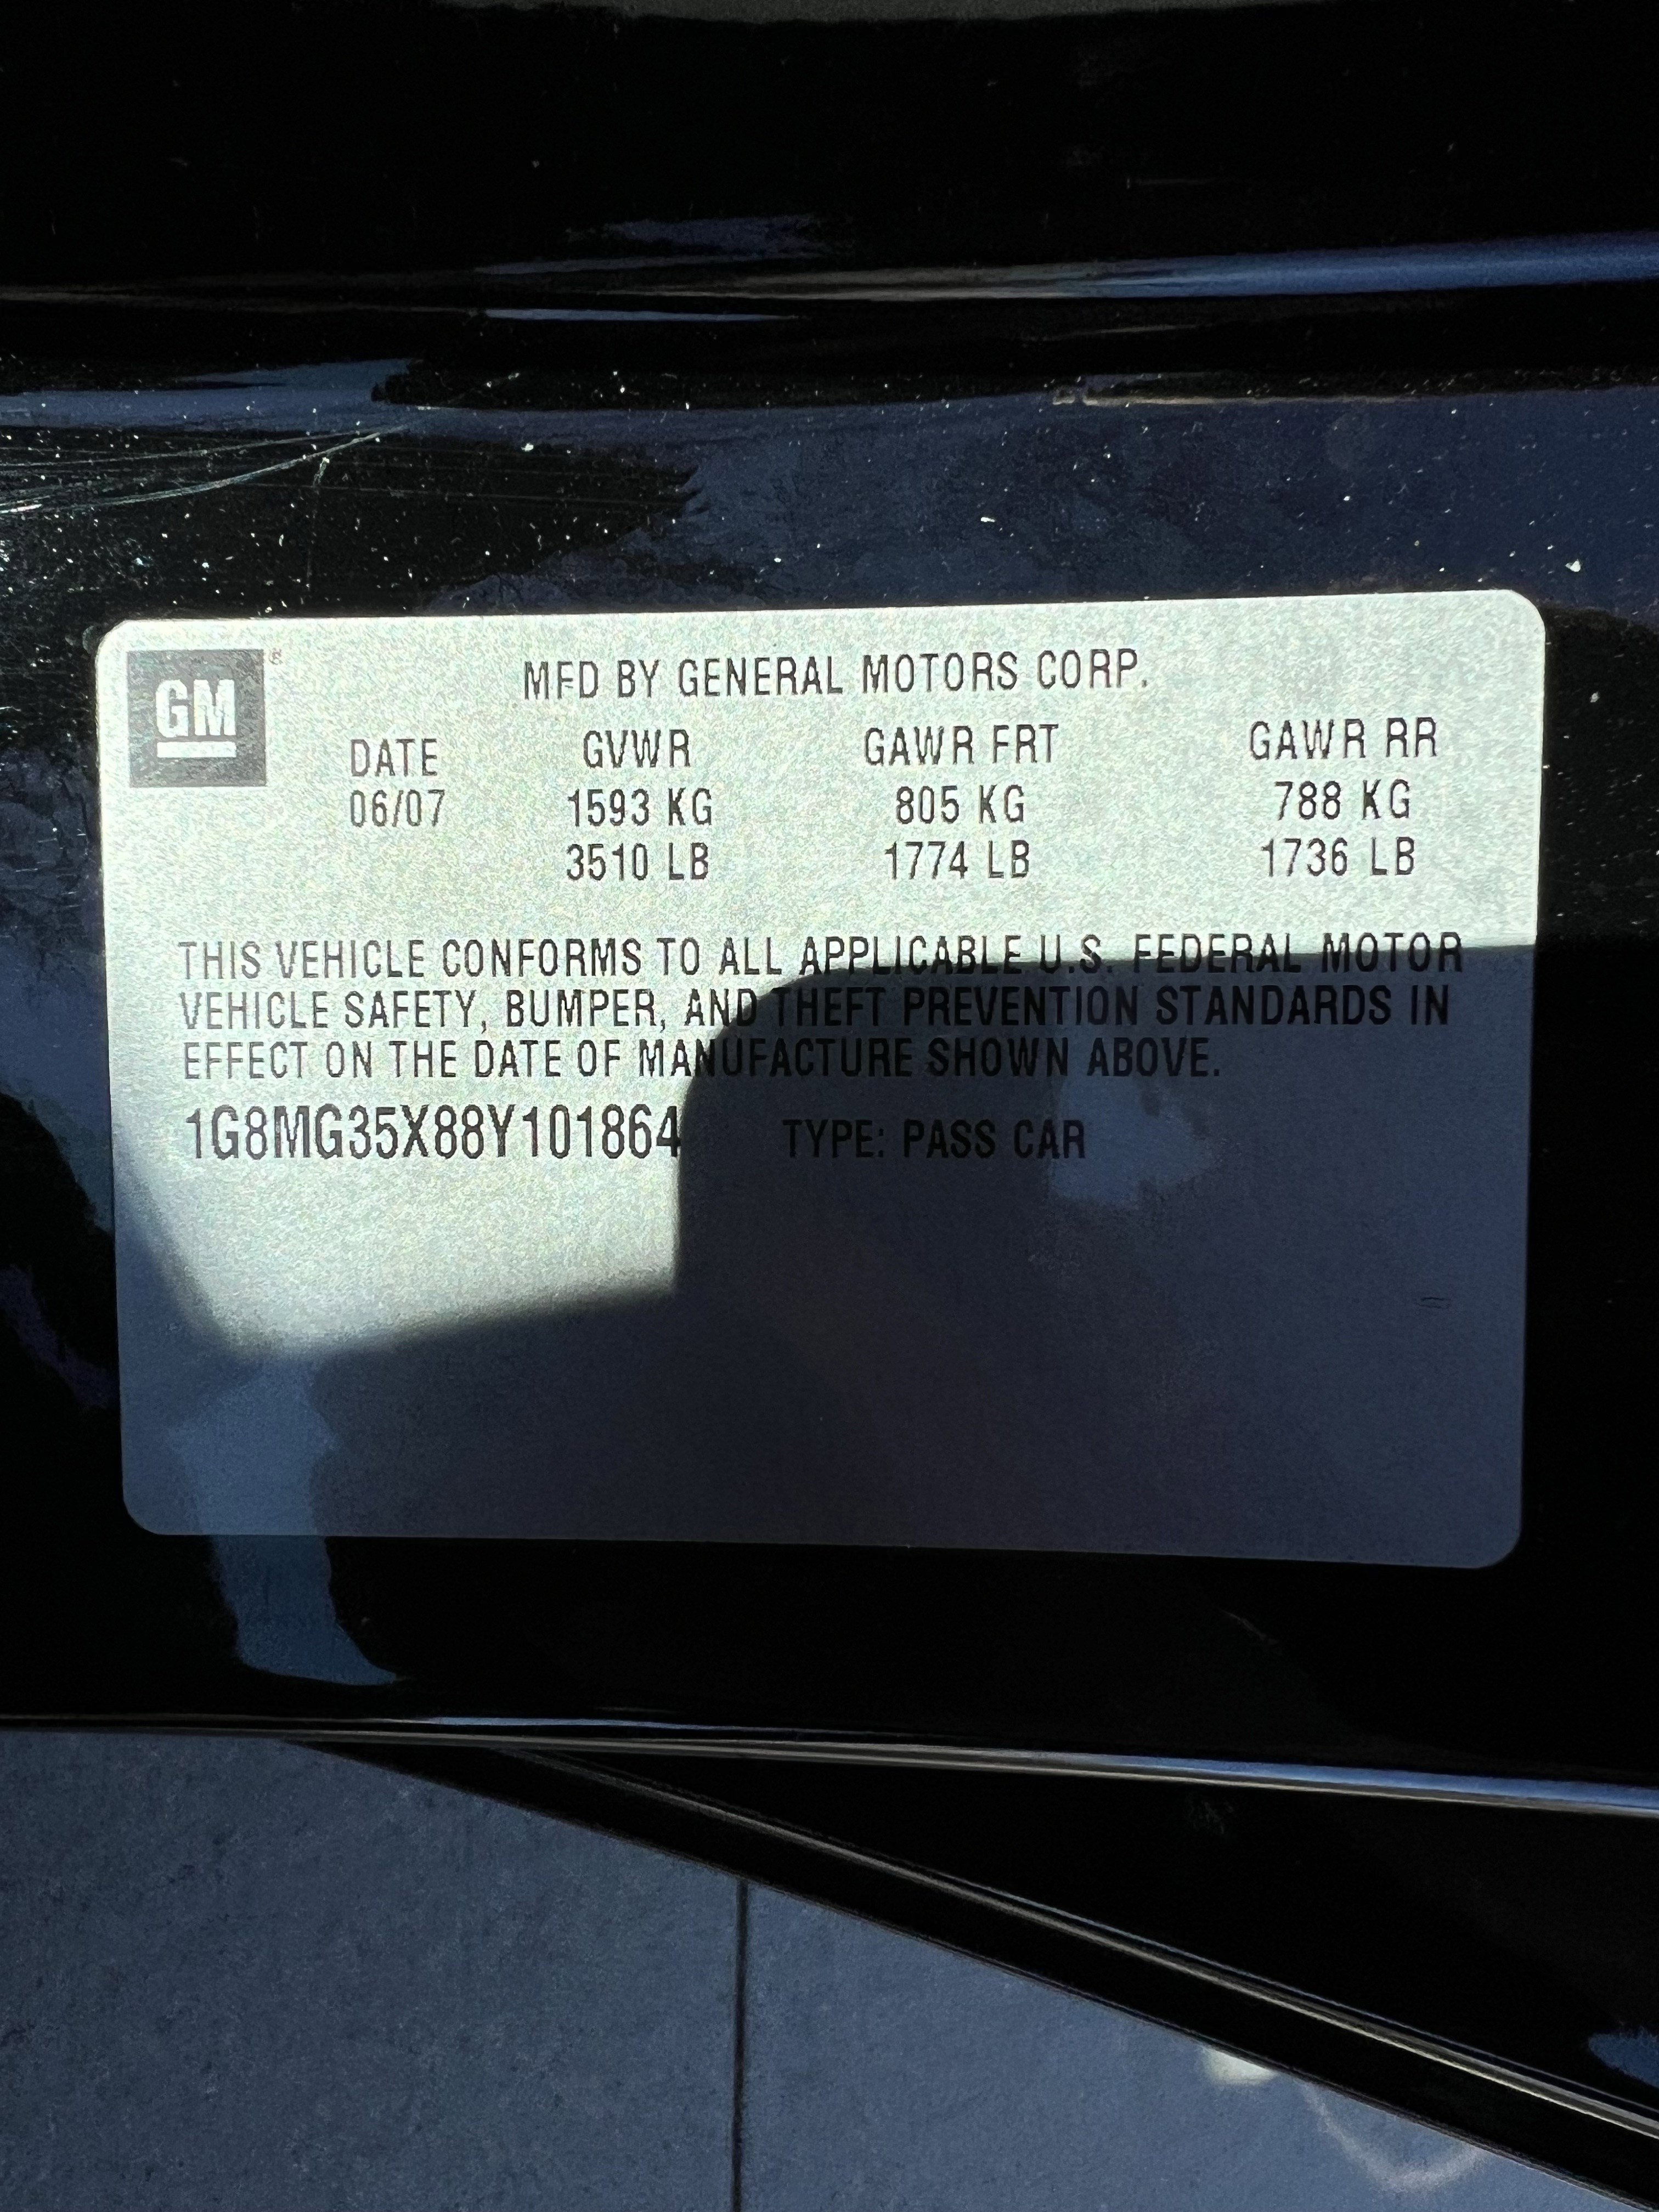 GM®
MFD BY GENERAL MOTORS CORP.
DATE GVWR GAWR FRT GAWR RR
06/07 1593 KG 805 KG 788 KG
3510 LB 1774 LB 1736 LB
THIS VEHICLE CONFORMS TO ALL APPLICABLE U.S. FEDERAL MOTOR
VEHICLE SAFETY, BUMPER, AND THEFT PREVENTION STANDARDS IN
EFFECT ON THE DATE OF MANUFACTURE SHOWN ABOVE.
1G8MG35X88Y101864 TYPE: PASS CAR